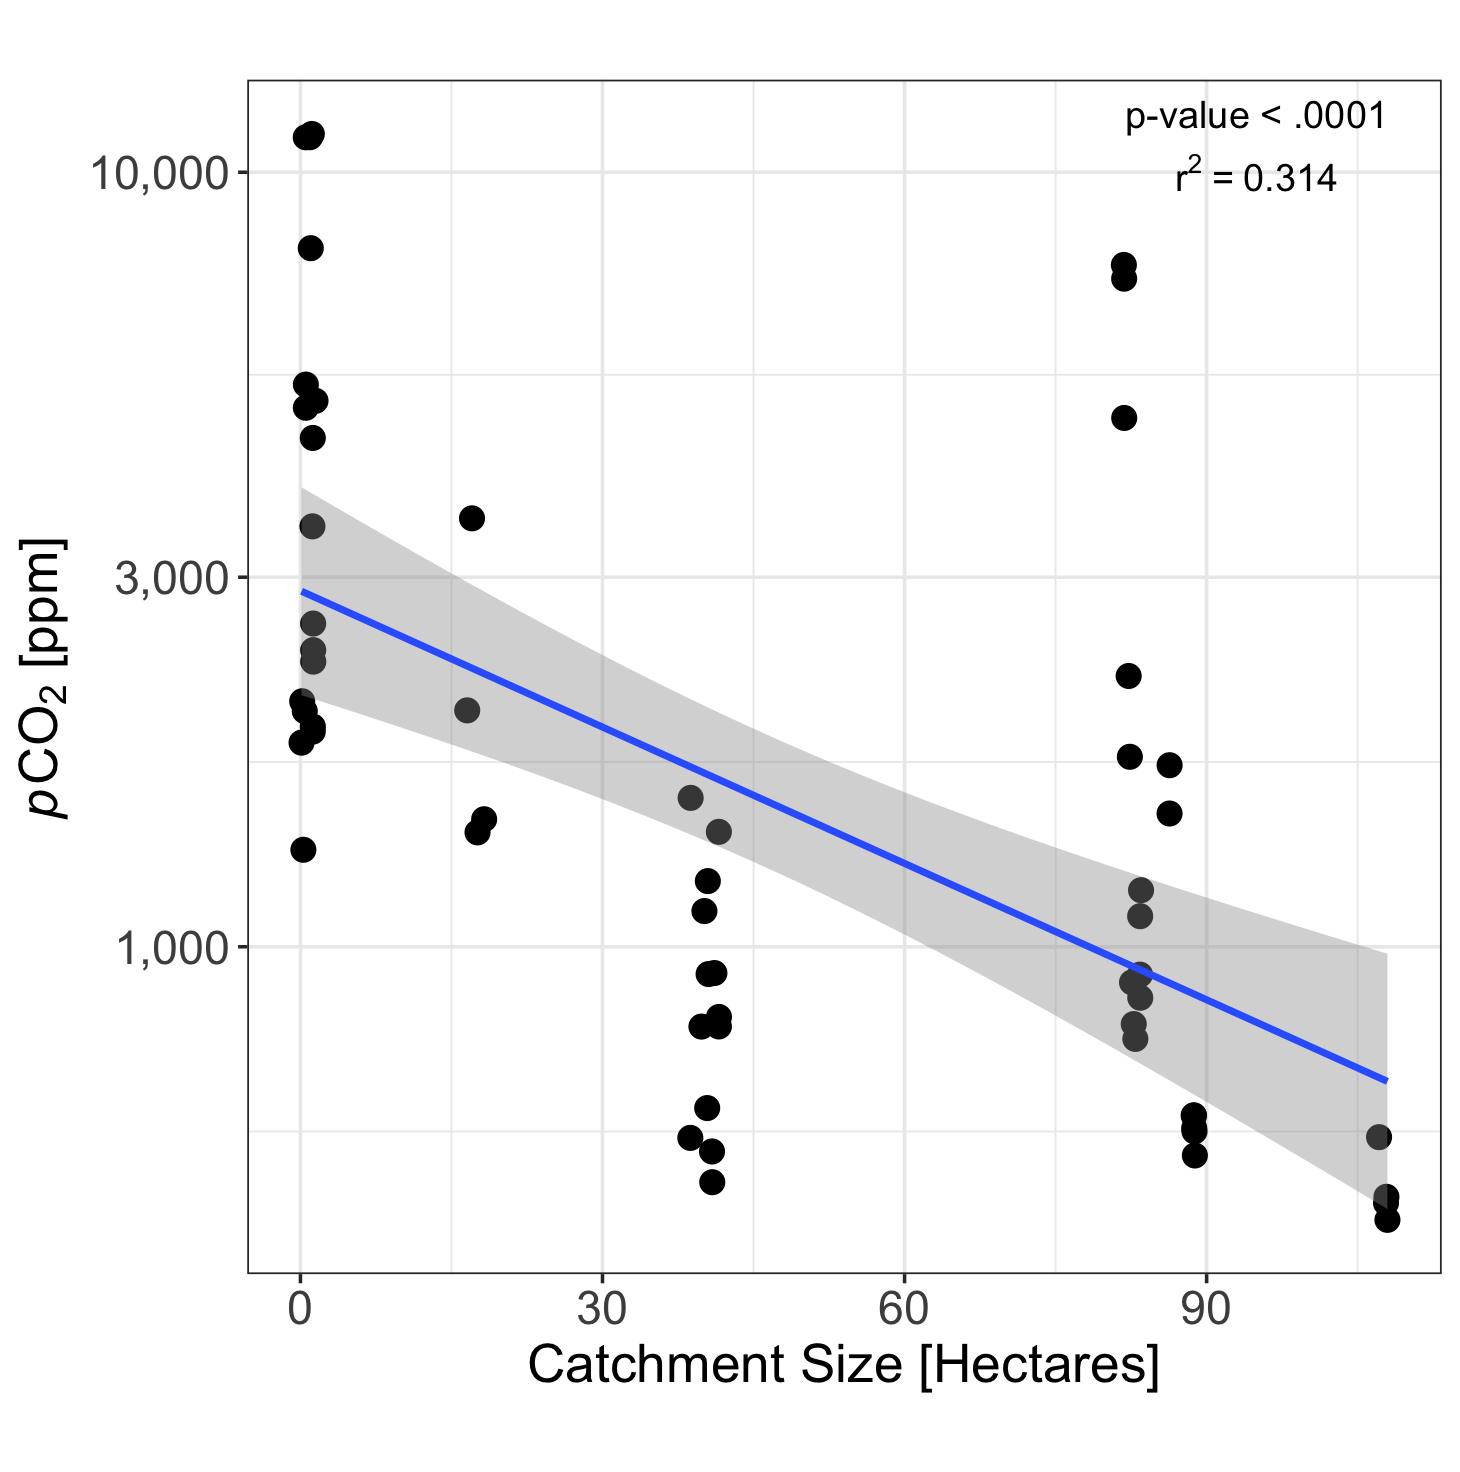 p-value < .0001
r² = 0.314
10,000
3,000
1,000
pCO₂ [ppm]
0 30 60 90
Catchment Size [Hectares]